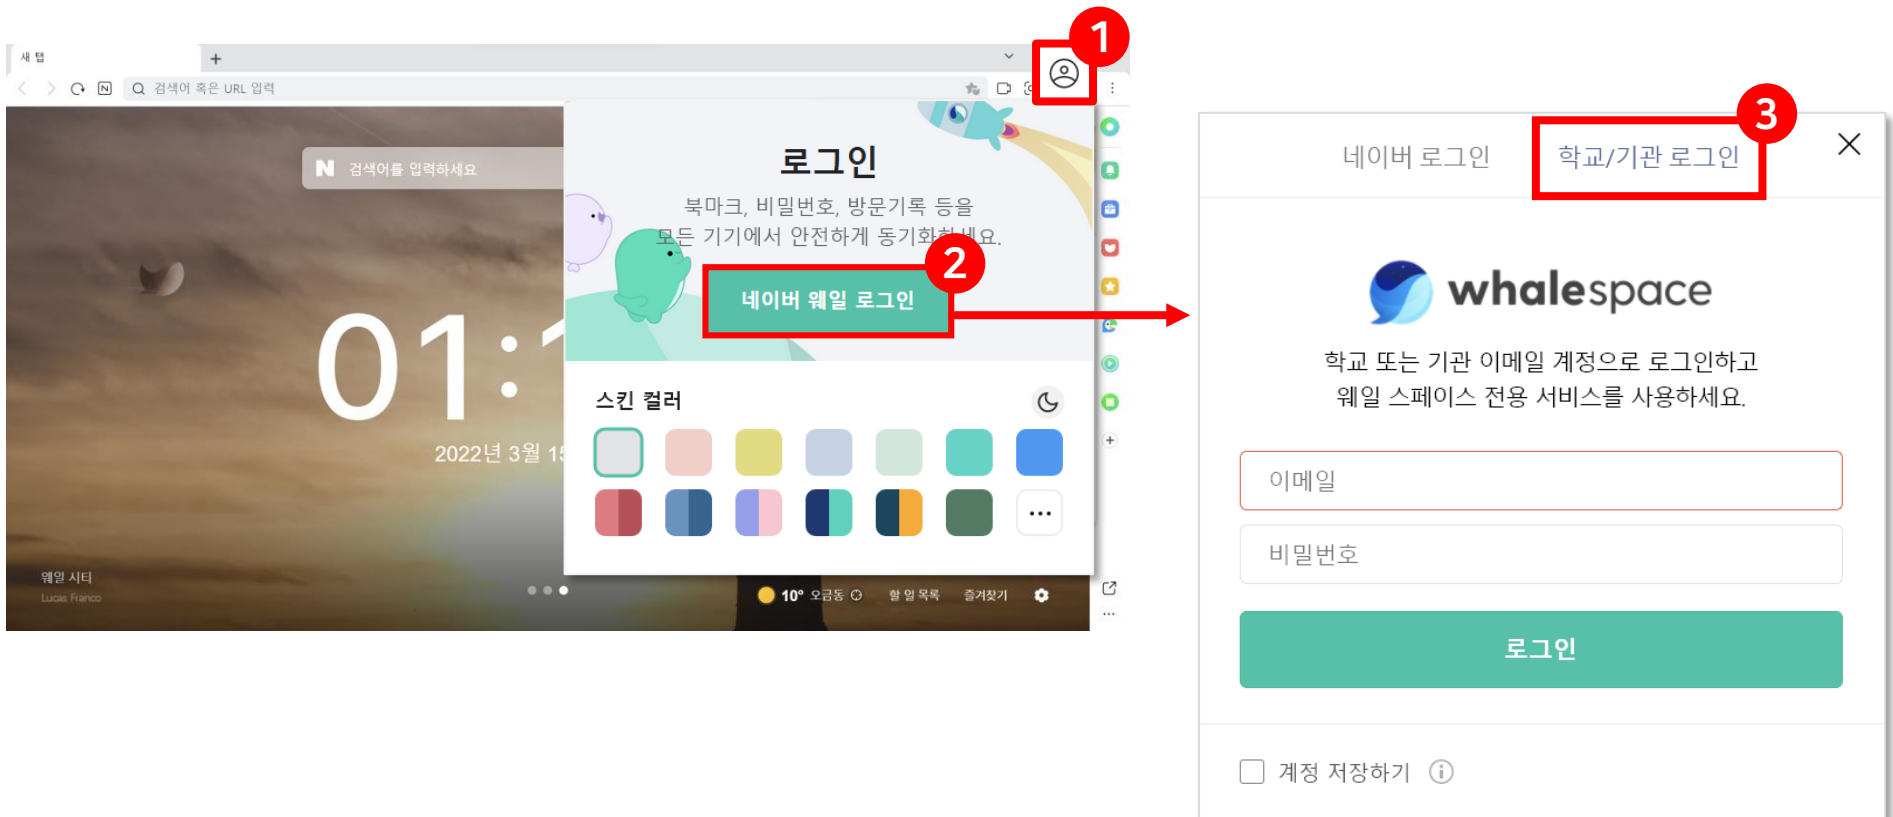 1
새 탭
검색어 혹은 URL 입력
N 검색어를 입력하세요
로그인
북마크, 비밀번호, 방문기록 등을
모든 기기에서 안전하게 동기화하세요.
2
네이버 웨일 로그인
01:1
2022년 3월 15
스킨 컬러
웨일 시티
Lucas Franco
10° 오금동
할 일 목록
즐겨찾기
3
네이버 로그인
학교/기관 로그인
whalespace
학교 또는 기관 이메일 계정으로 로그인하고
웨일 스페이스 전용 서비스를 사용하세요.
이메일
비밀번호
로그인
계정 저장하기